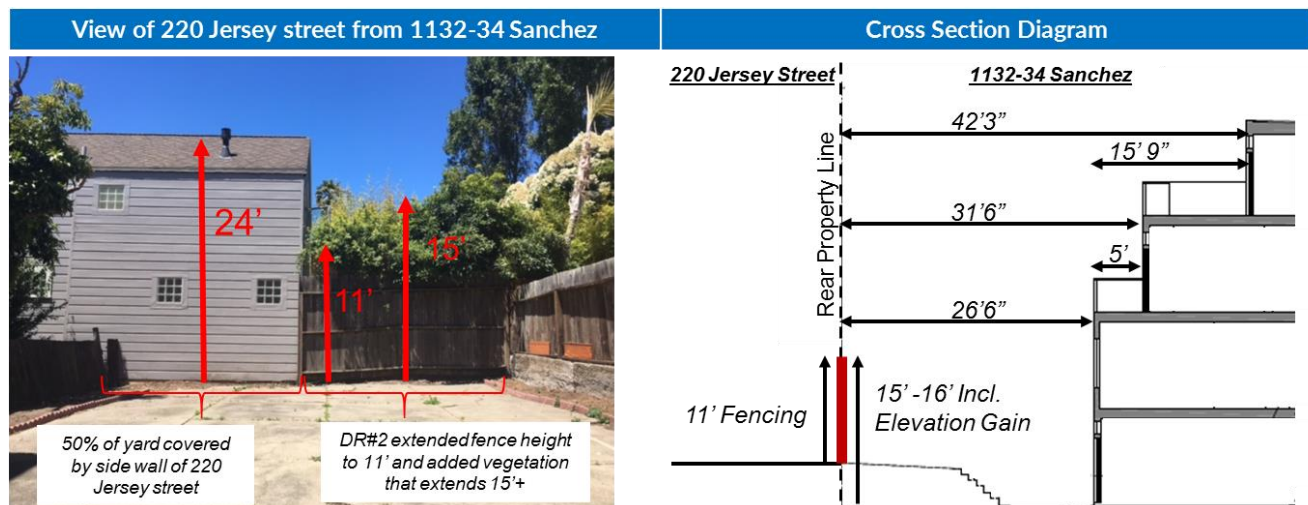 View of 220 Jersey street from 1132-34 Sanchez
24’
11’
15’
50% of yard covered
by side wall of 220
Jersey street
DR#2 extended fence height
to 11’ and added vegetation
that extends 15’+
Cross Section Diagram
220 Jersey Street
1132-34 Sanchez
Rear Property Line
42’3”
15’ 9”
31’6”
5’
26’6”
11’ Fencing
15’ -16’ Incl.
Elevation Gain